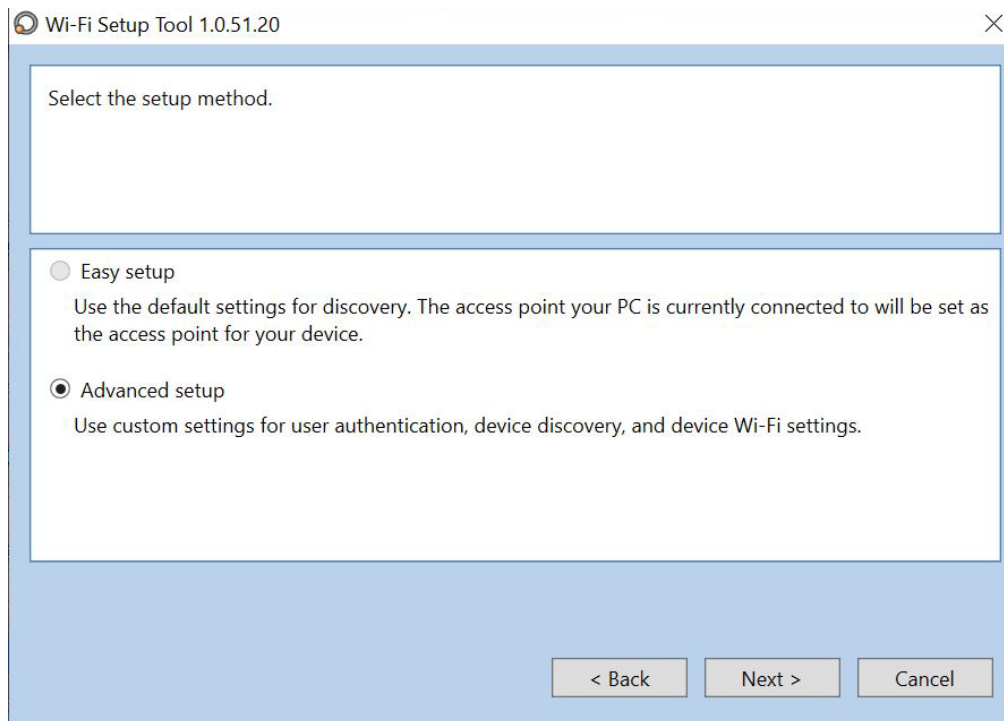 Wi-Fi Setup Tool 1.0.51.20
Select the setup method.
Easy setup
Use the default settings for discovery. The access point your PC is currently connected to will be set as
the access point for your device.
Advanced setup
Use custom settings for user authentication, device discovery, and device Wi-Fi settings.
< Back Next > Cancel